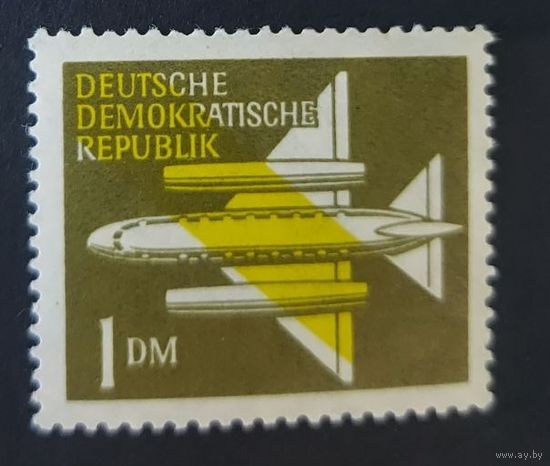 DEUTSCHE
DEMOKRATISCHE
REPUBLIK
1 DM
www.ay.by